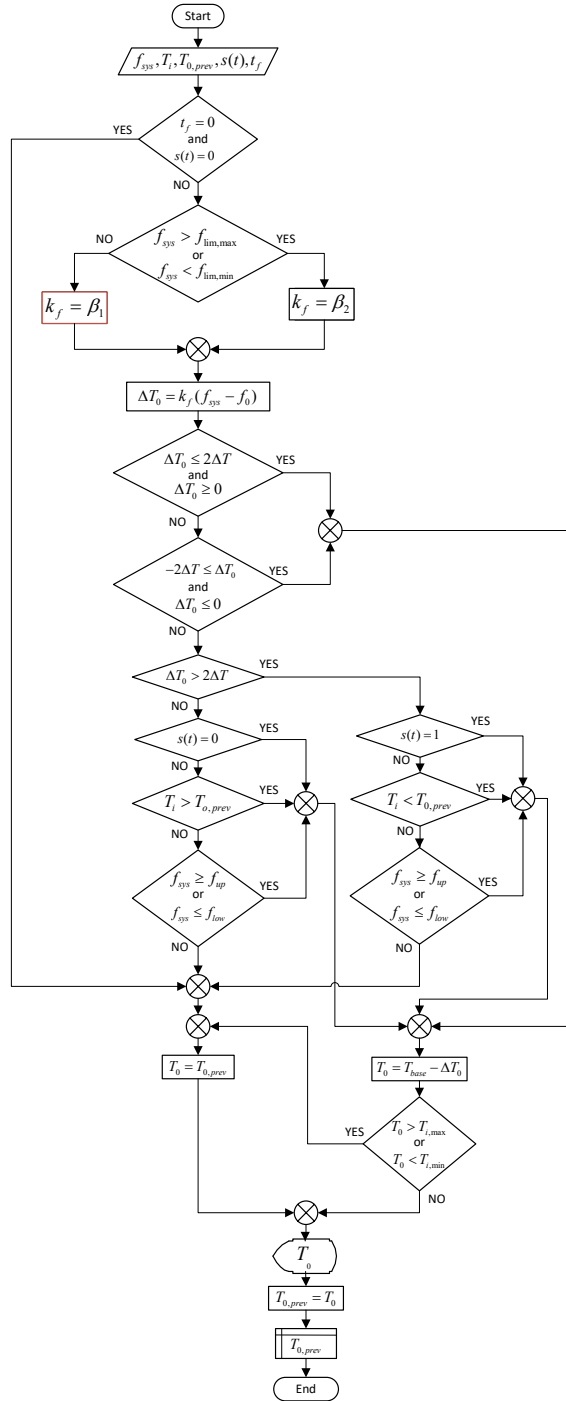 Start
f_sys, T_i, T_0,prev, s(t), t_f
t_f = 0
and
s(t) = 0
YES
NO
f_sys > f_lim,max
or
f_sys < f_lim,min
NO
YES
k_f = β_1
k_f = β_2
ΔT_0 = k_f (f_sys − f_0)
ΔT_0 ≤ 2ΔT
and
ΔT_0 ≥ 0
YES
NO
−2ΔT ≤ ΔT_0
and
ΔT_0 ≤ 0
YES
NO
ΔT_0 > 2ΔT
YES
NO
s(t) = 0
YES
NO
s(t) = 1
YES
NO
T_i > T_o,prev
YES
NO
T_i < T_0,prev
YES
NO
f_sys ≥ f_up
or
f_sys ≤ f_low
YES
NO
f_sys ≥ f_up
or
f_sys ≤ f_low
YES
NO
T_0 = T_0,prev
T_0 = T_base − ΔT_0
T_0 > T_i,max
or
T_0 < T_i,min
YES
NO
T_0
T_0,prev = T_0
T_0,prev
End